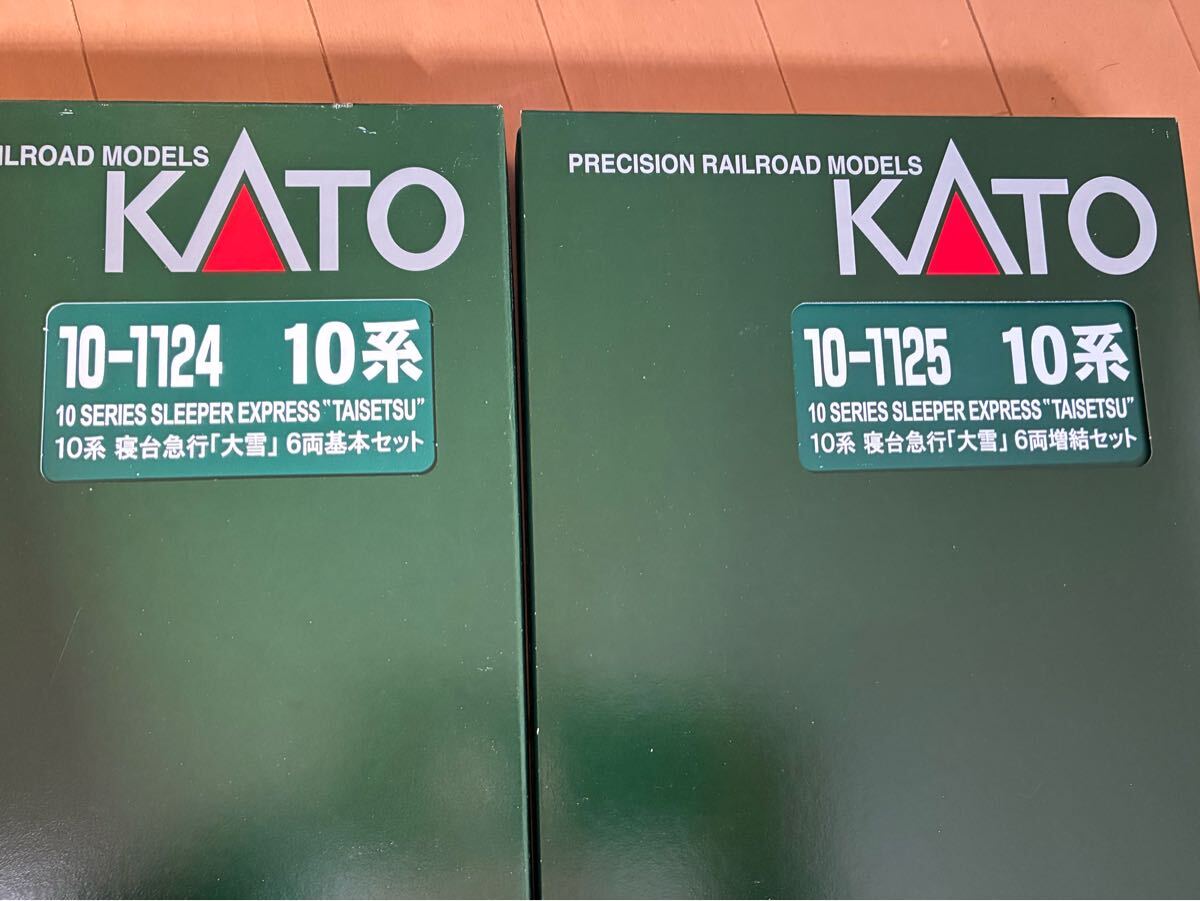 ILROAD MODELS
KATO
10-1124 10系
10 SERIES SLEEPER EXPRESS "TAISETSU"
10系 寝台急行「大雪」 6両基本セット
PRECISION RAILROAD MODELS
KATO
10-1125 10系
10 SERIES SLEEPER EXPRESS "TAISETSU"
10系 寝台急行「大雪」 6両増結セット